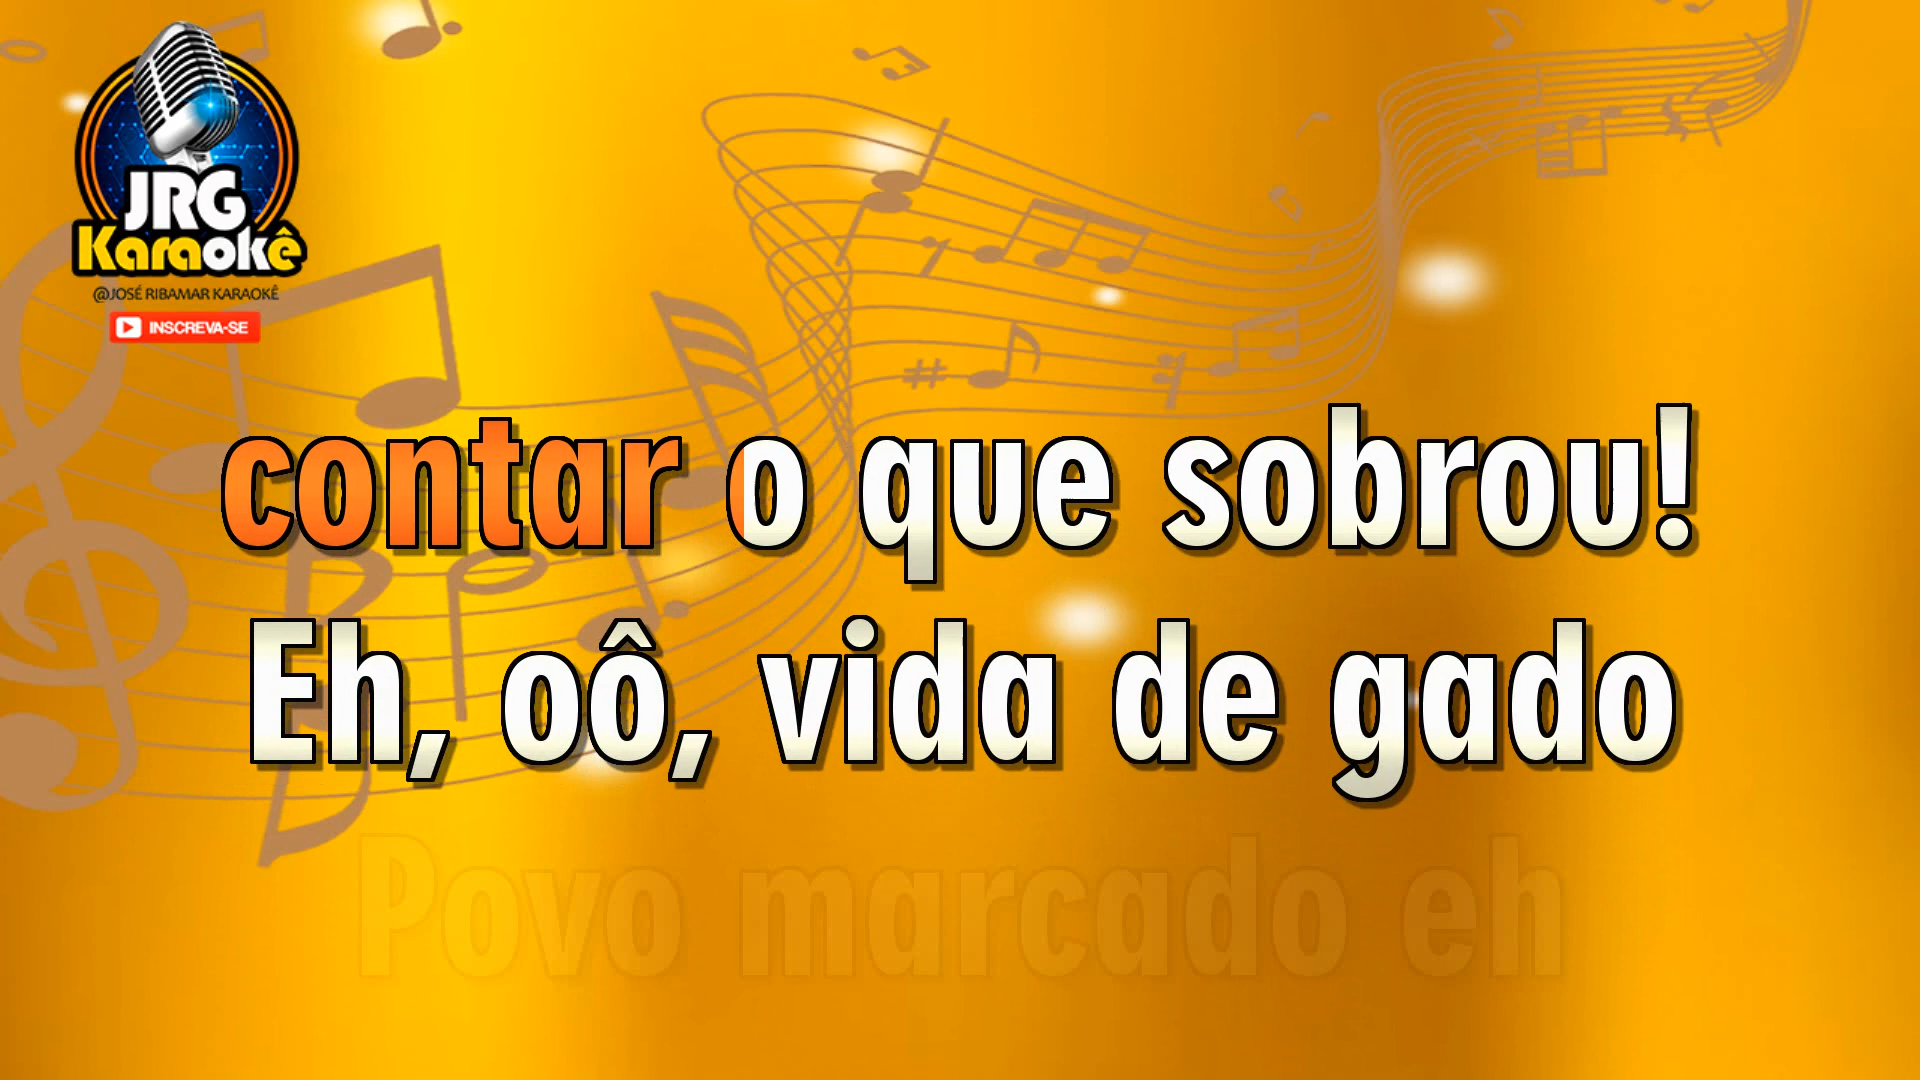 JRG
Karaokê
@JOSÉ RIBAMAR KARAOKÊ
INSCREVA-SE
contar o que sobrou!
Eh, oô, vida de gado
Povo marcado eh